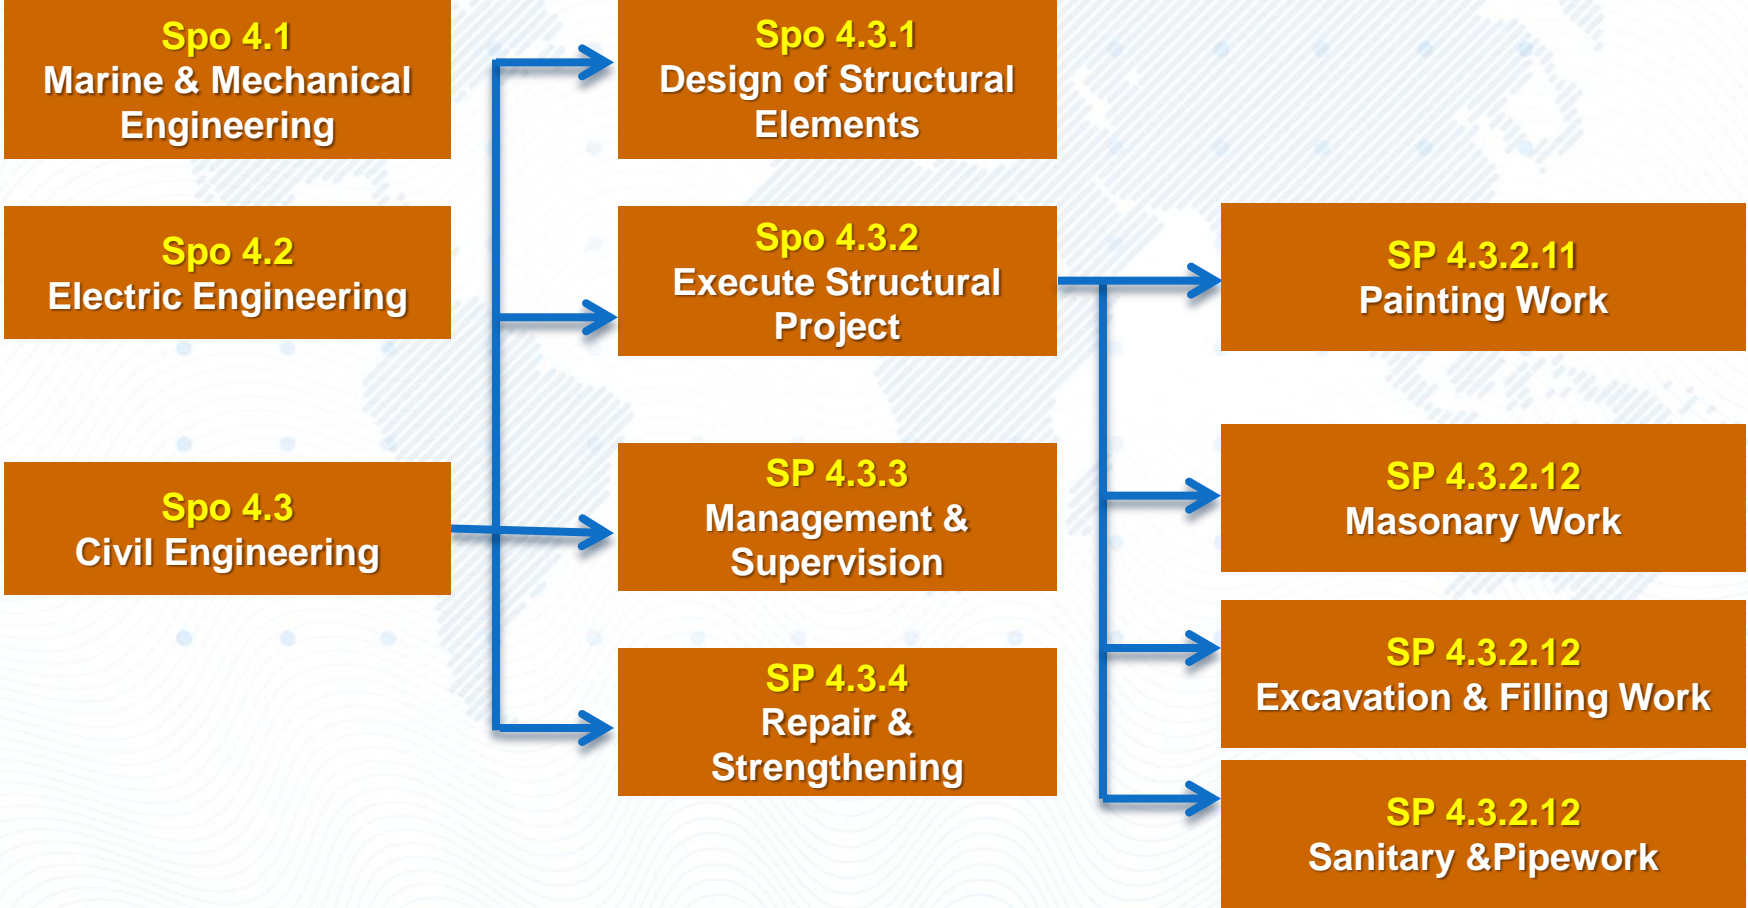 Spo 4.1
Marine & Mechanical
Engineering
Spo 4.2
Electric Engineering
Spo 4.3
Civil Engineering
Spo 4.3.1
Design of Structural
Elements
Spo 4.3.2
Execute Structural
Project
SP 4.3.3
Management &
Supervision
SP 4.3.4
Repair &
Strengthening
SP 4.3.2.11
Painting Work
SP 4.3.2.12
Masonary Work
SP 4.3.2.12
Excavation & Filling Work
SP 4.3.2.12
Sanitary &Pipework